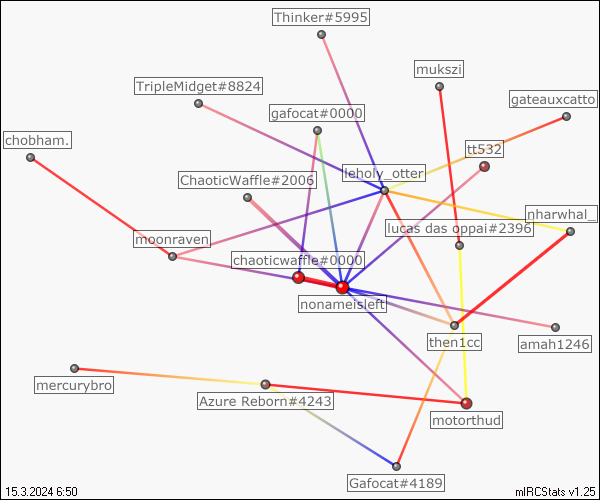 Thinker#5995
mukszi
TripleMidget#8824
gateauxcatto
gafocat#0000
chobham.
tt532
leholy_otter
ChaoticWaffle#2006
nharwhal_
lucas das oppai#2396
moonraven
chaoticwaffle#0000
nonameisleft
then1cc
amah1246
mercurybro
Azure Reborn#4243
motorthud
Gafocat#4189
15.3.2024 6:50
mIRCStats v1.25